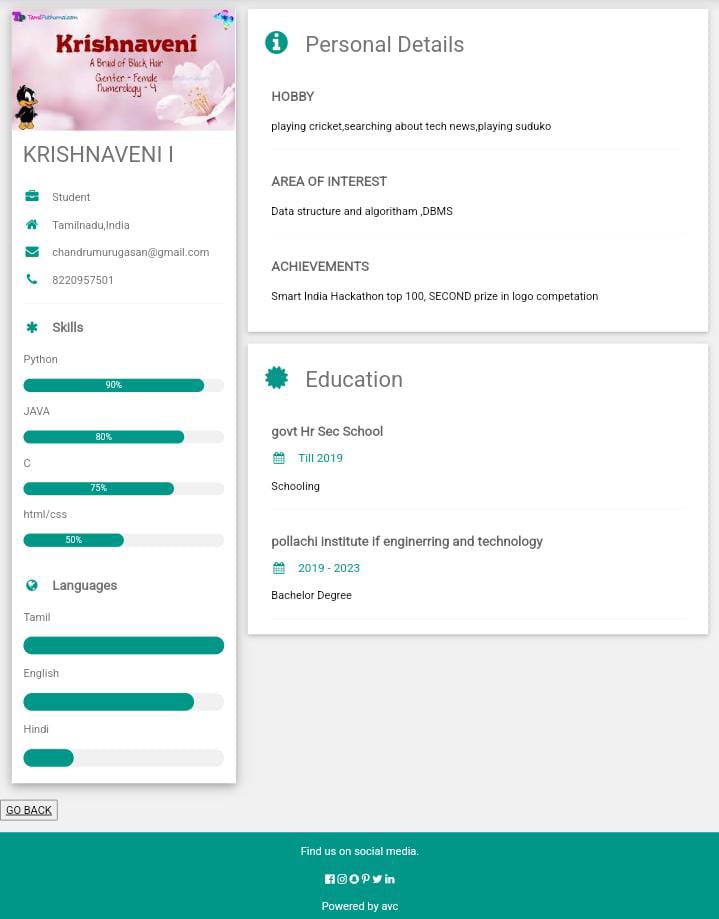 TamilPithumai.com
Krishnaveni
A Braid of Black Hair
Genter - Female
Numerology - 4
KRISHNAVENI I
Student
Tamilnadu,India
chandrumurugasan@gmail.com
8220957501
Skills
Python
90%
JAVA
80%
C
75%
html/css
50%
Languages
Tamil
English
Hindi
Personal Details
HOBBY
playing cricket,searching about tech news,playing suduko
AREA OF INTEREST
Data structure and algoritham ,DBMS
ACHIEVEMENTS
Smart India Hackathon top 100, SECOND prize in logo competation
Education
govt Hr Sec School
Till 2019
Schooling
pollachi institute if enginerring and technology
2019 - 2023
Bachelor Degree
GO BACK
Find us on social media.
Powered by avc